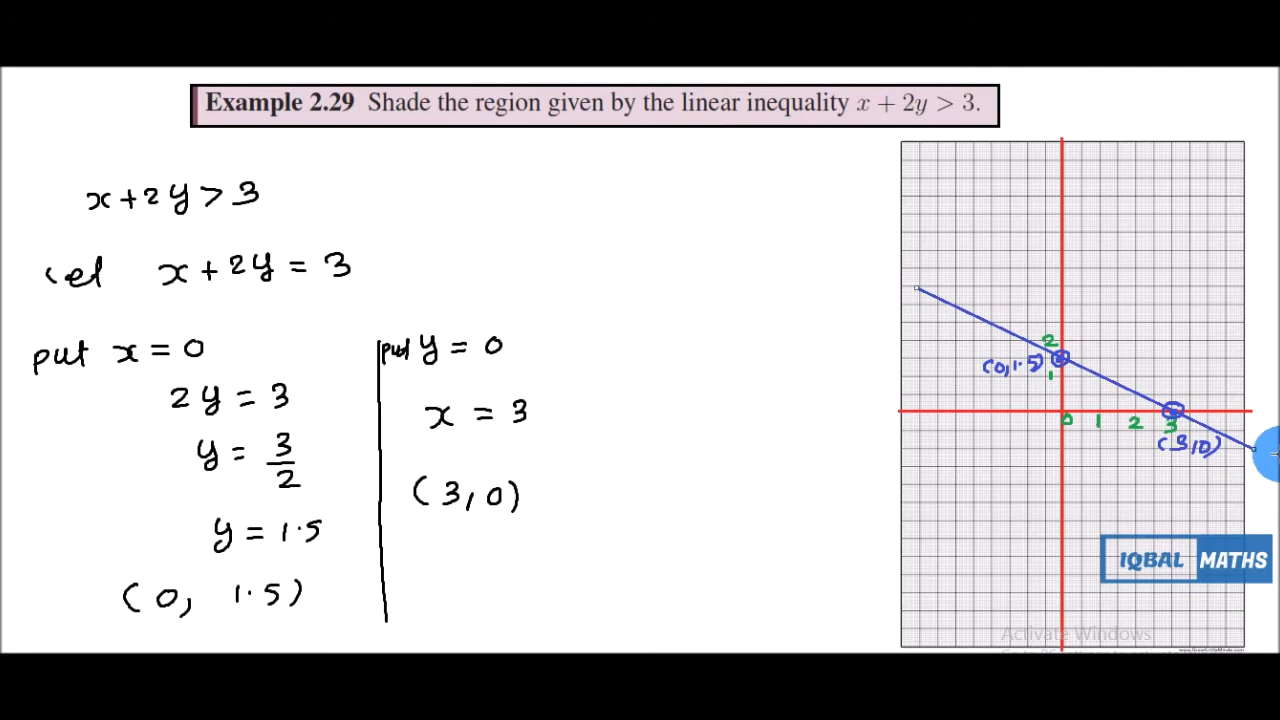 Example 2.29 Shade the region given by the linear inequality x + 2y > 3.
x+2y>3
Let x+2y = 3
put x = 0
2y = 3
y = 3/2
y = 1.5
(0, 1.5)
put y = 0
x = 3
(3, 0)
2
(0, 1.5)
1
0 1 2 3
(3, 0)
IQBAL MATHS
Activate Windows